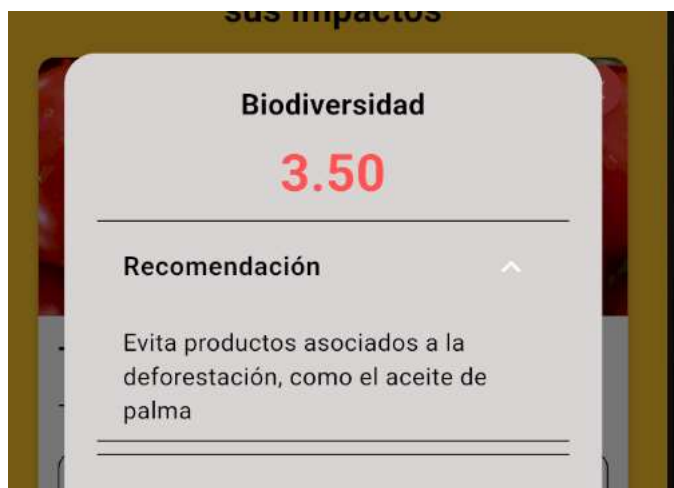 sus impactos
Biodiversidad
3.50
Recomendación
Evita productos asociados a la
deforestación, como el aceite de
palma